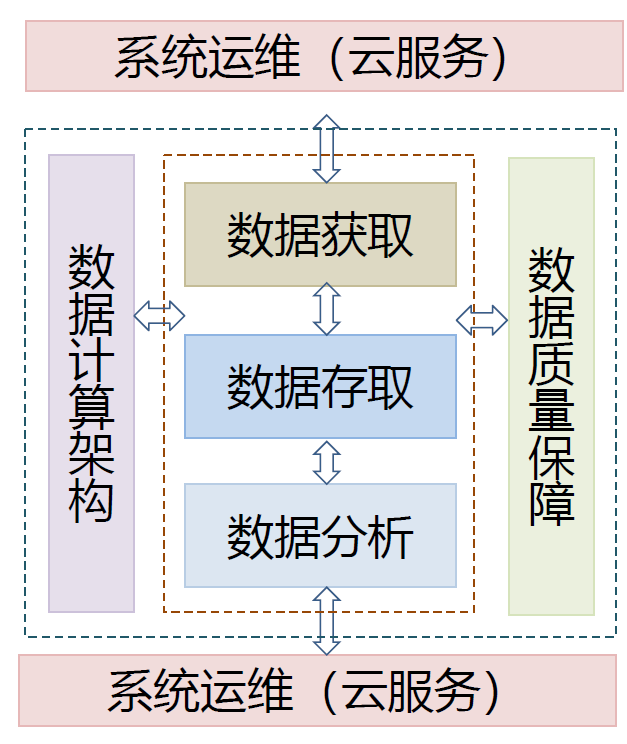 系统运维（云服务）
数据计算架构
数据获取
数据存取
数据分析
数据质量保障
系统运维（云服务）